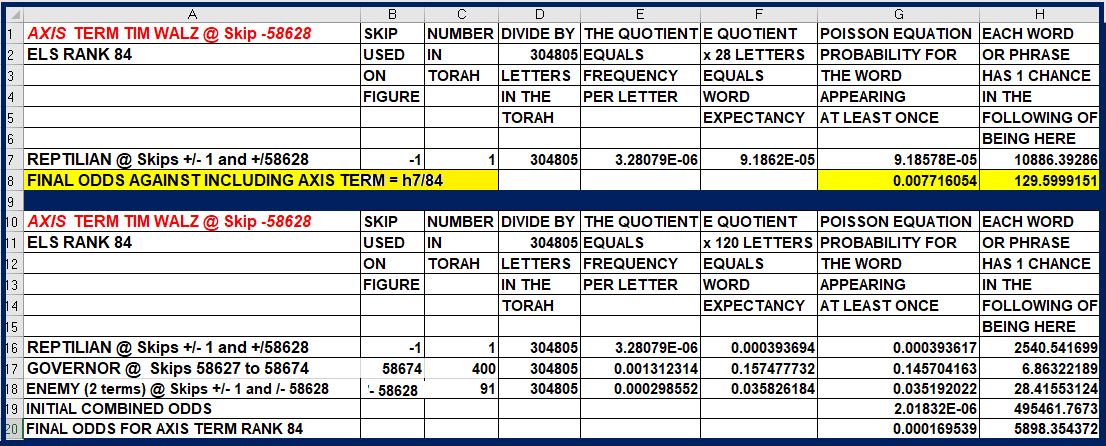 A B C D E F G H
1 AXIS TERM TIM WALZ @ Skip -58628 SKIP NUMBER DIVIDE BY THE QUOTIENT E QUOTIENT POISSON EQUATION EACH WORD
2 ELS RANK 84 USED IN 304805 EQUALS x 28 LETTERS PROBABILITY FOR OR PHRASE
3 ON TORAH LETTERS FREQUENCY EQUALS THE WORD HAS 1 CHANCE
4 FIGURE IN THE PER LETTER WORD APPEARING IN THE
5 TORAH EXPECTANCY AT LEAST ONCE FOLLOWING OF
6 BEING HERE
7 REPTILIAN @ Skips +/- 1 and +/58628 -1 1 304805 3.28079E-06 9.1862E-05 9.18578E-05 10886.39286
8 FINAL ODDS AGAINST INCLUDING AXIS TERM = h7/84 0.007716054 129.5999151
9
10 AXIS TERM TIM WALZ @ Skip -58628 SKIP NUMBER DIVIDE BY THE QUOTIENT E QUOTIENT POISSON EQUATION EACH WORD
11 ELS RANK 84 USED IN 304805 EQUALS x 120 LETTERS PROBABILITY FOR OR PHRASE
12 ON TORAH LETTERS FREQUENCY EQUALS THE WORD HAS 1 CHANCE
13 FIGURE IN THE PER LETTER WORD APPEARING IN THE
14 TORAH EXPECTANCY AT LEAST ONCE FOLLOWING OF
15 BEING HERE
16 REPTILIAN @ Skips +/- 1 and +/58628 -1 1 304805 3.28079E-06 0.000393694 0.000393617 2540.541699
17 GOVERNOR @ Skips 58627 to 58674 58674 400 304805 0.001312314 0.157477732 0.145704163 6.86322189
18 ENEMY (2 terms) @ Skips +/- 1 and /- 58628 '- 58628 91 304805 0.000298552 0.035826184 0.035192022 28.41553124
19 INITIAL COMBINED ODDS 2.01832E-06 495461.7673
20 FINAL ODDS FOR AXIS TERM RANK 84 0.000169539 5898.354372